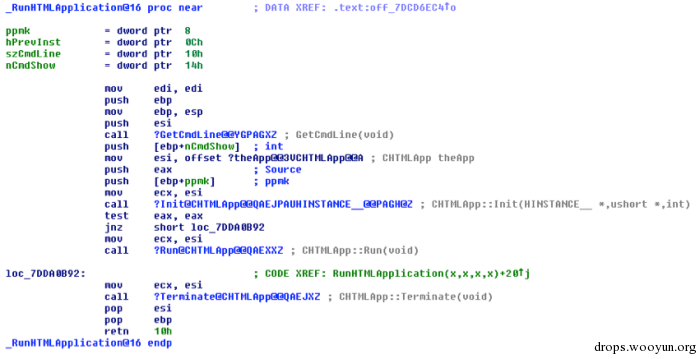 _RunHTMLApplication@16 proc near ; DATA XREF: .text:off_7DCD6EC4↑o
ppmk = dword ptr 8
hPrevInst = dword ptr 0Ch
szCmdLine = dword ptr 10h
nCmdShow = dword ptr 14h
mov edi, edi
push ebp
mov ebp, esp
push esi
call ?GetCmdLine@@YGPAGXZ ; GetCmdLine(void)
push [ebp+nCmdShow] ; int
mov esi, offset ?theApp@@3VCHTMLApp@@A ; CHTMLApp theApp
push eax ; Source
push [ebp+ppmk] ; ppmk
mov ecx, esi
call ?Init@CHTMLApp@@QAEJPAUHINSTANCE__@@PAGH@Z ; CHTMLApp::Init(HINSTANCE__ *,ushort *,int)
test eax, eax
jnz short loc_7DDA0B92
mov ecx, esi
call ?Run@CHTMLApp@@QAEXXZ ; CHTMLApp::Run(void)
loc_7DDA0B92: ; CODE XREF: RunHTMLApplication(x,x,x,x)+20↑j
mov ecx, esi
call ?Terminate@CHTMLApp@@QAEJXZ ; CHTMLApp::Terminate(void)
pop esi
pop ebp
retn 10h
_RunHTMLApplication@16 endp
drops.wooyun.org